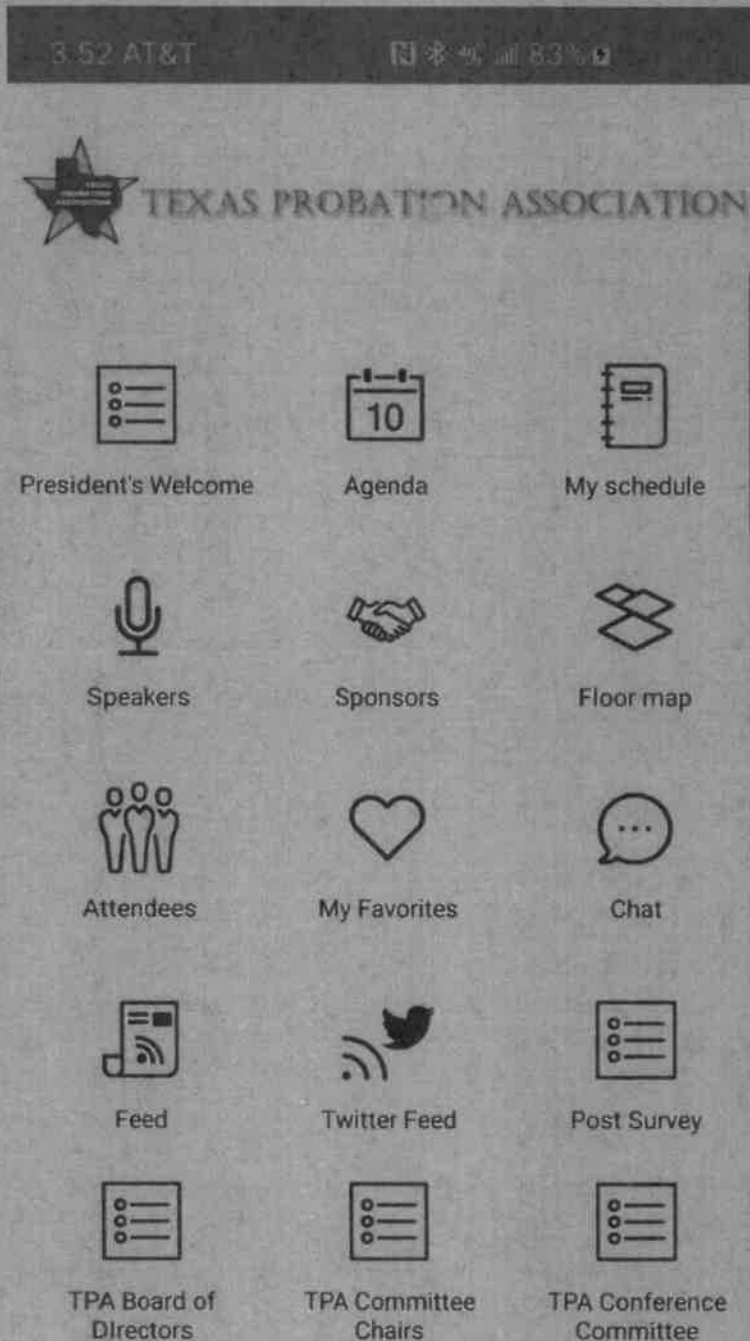 3:52 AT&T 4G 83%
TEXAS PROBATION ASSOCIATION
10
President's Welcome Agenda My schedule
Speakers Sponsors Floor map
Attendees My Favorites Chat
Feed Twitter Feed Post Survey
TPA Board of TPA Committee TPA Conference
DIrectors Chairs Committee